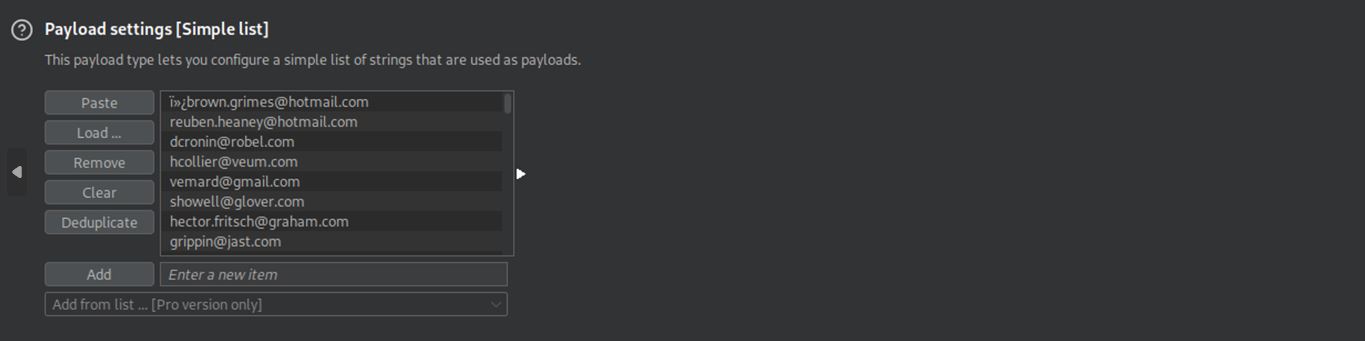 Payload settings [Simple list]
This payload type lets you configure a simple list of strings that are used as payloads.
Paste
Load ...
Remove
Clear
Deduplicate
ï»¿brown.grimes@hotmail.com
reuben.heaney@hotmail.com
dcronin@robel.com
hcollier@veum.com
vemard@gmail.com
showell@glover.com
hector.fritsch@graham.com
grippin@jast.com
Add
Enter a new item
Add from list ... [Pro version only]